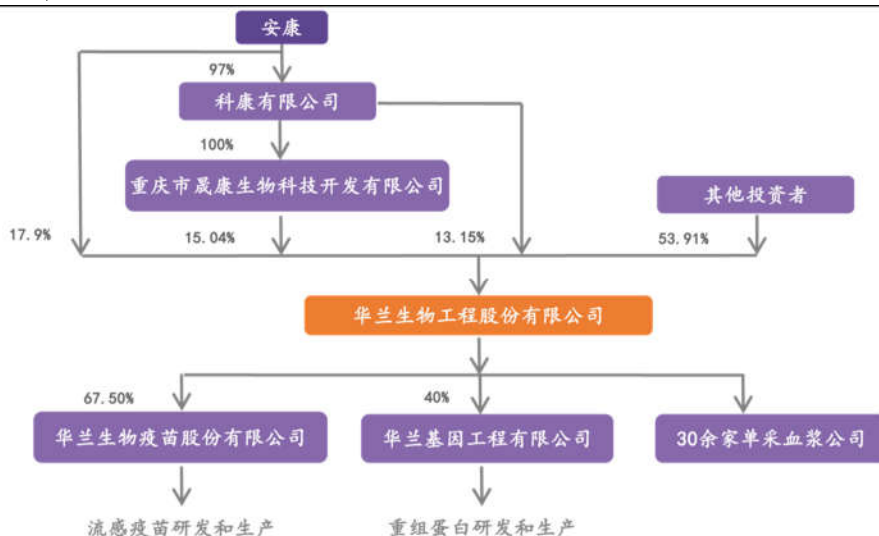 安康
97%
科康有限公司
100%
重庆市晟康生物科技开发有限公司
其他投资者
17.9%
15.04%
13.15%
53.91%
华兰生物工程股份有限公司
67.50%
40%
华兰生物疫苗股份有限公司
华兰基因工程有限公司
30余家单采血浆公司
流感疫苗研发和生产
重组蛋白研发和生产